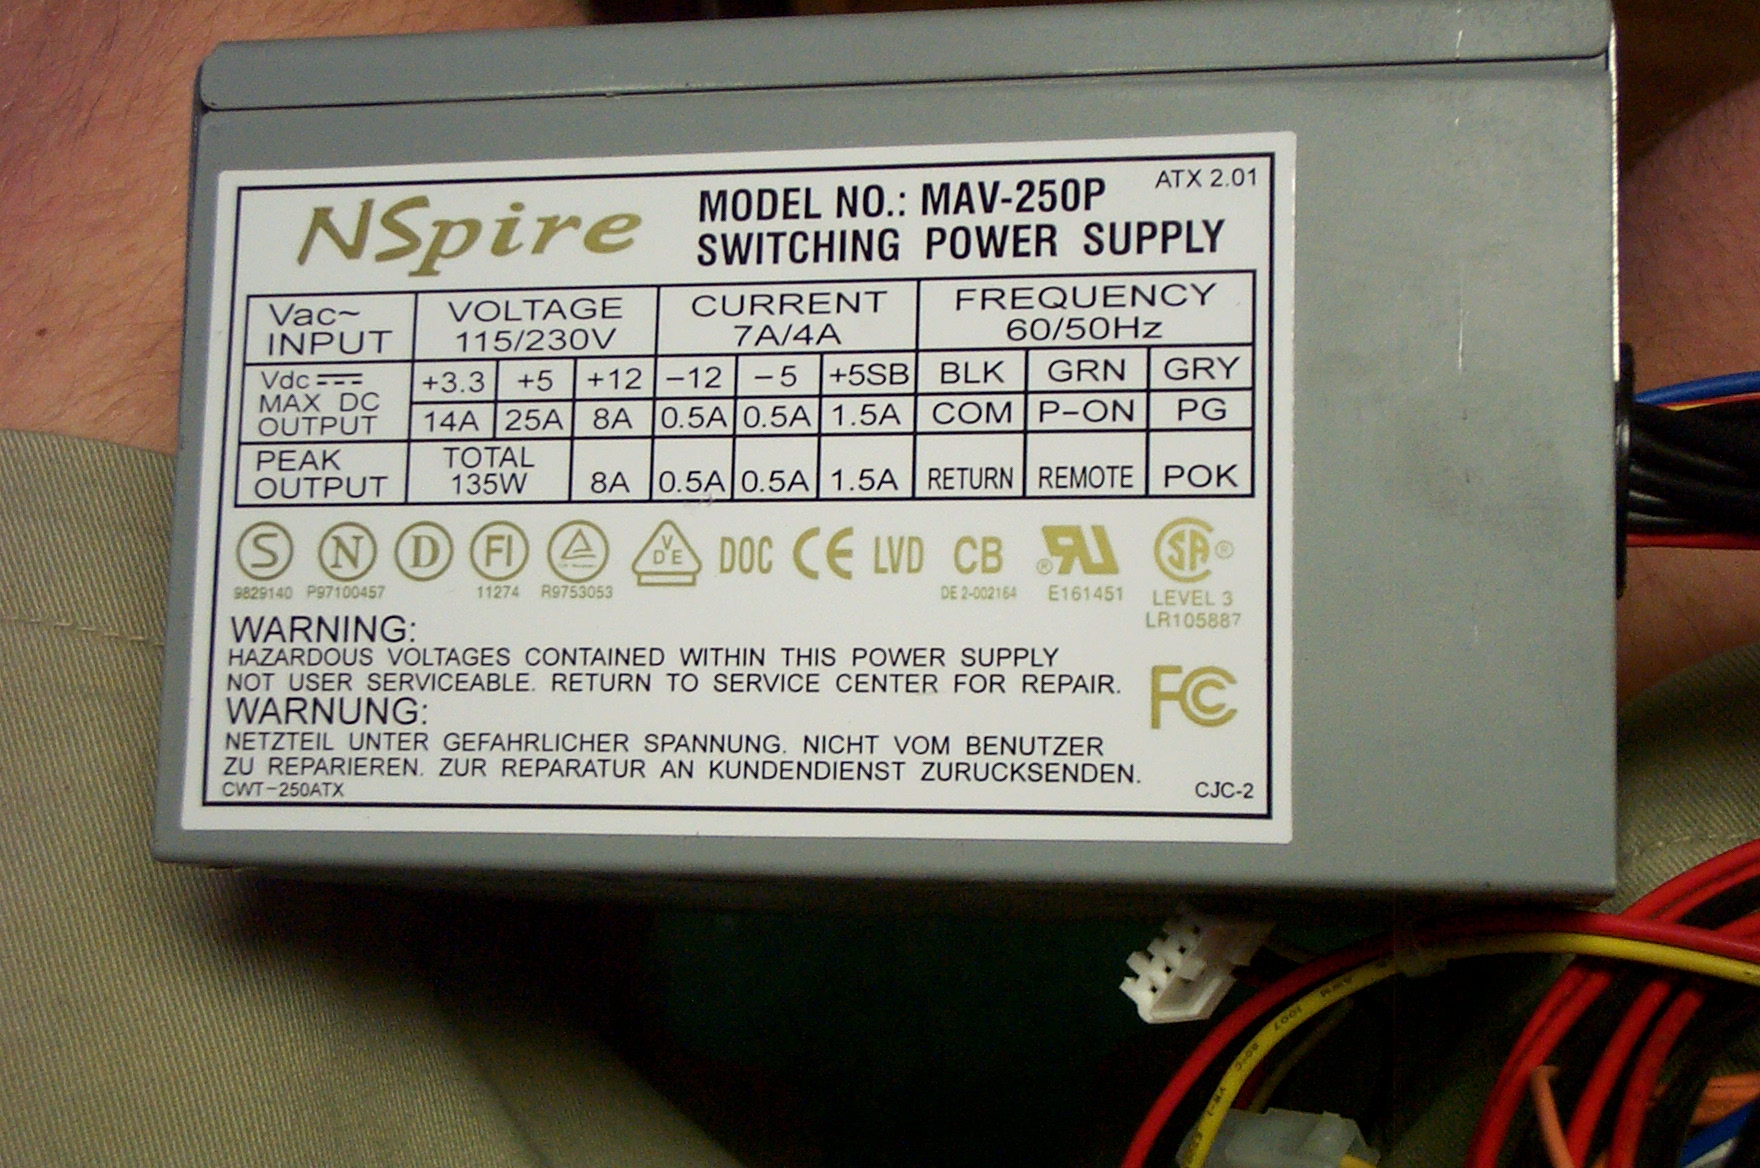 NSpire
MODEL NO.: MAV-250P
ATX 2.01
SWITCHING POWER SUPPLY
Vac~ INPUT
VOLTAGE 115/230V
CURRENT 7A/4A
FREQUENCY 60/50Hz
Vdc MAX DC OUTPUT
+3.3 +5 +12 -12 -5 +5SB BLK GRN GRY
14A 25A 8A 0.5A 0.5A 1.5A COM P-ON PG
PEAK OUTPUT
TOTAL 135W 8A 0.5A 0.5A 1.5A RETURN REMOTE POK
S N D FI VDE DOC CE LVD CB RU ® SA ®
9829140 P97100457 11274 R9753053 DE 2-002164 E161451 LEVEL 3
LR105887
WARNING:
HAZARDOUS VOLTAGES CONTAINED WITHIN THIS POWER SUPPLY
NOT USER SERVICEABLE. RETURN TO SERVICE CENTER FOR REPAIR.
FCC
WARNUNG:
NETZTEIL UNTER GEFAHRLICHER SPANNUNG. NICHT VOM BENUTZER
ZU REPARIEREN. ZUR REPARATUR AN KUNDENDIENST ZURUCKSENDEN.
CWT-250ATX
CJC-2